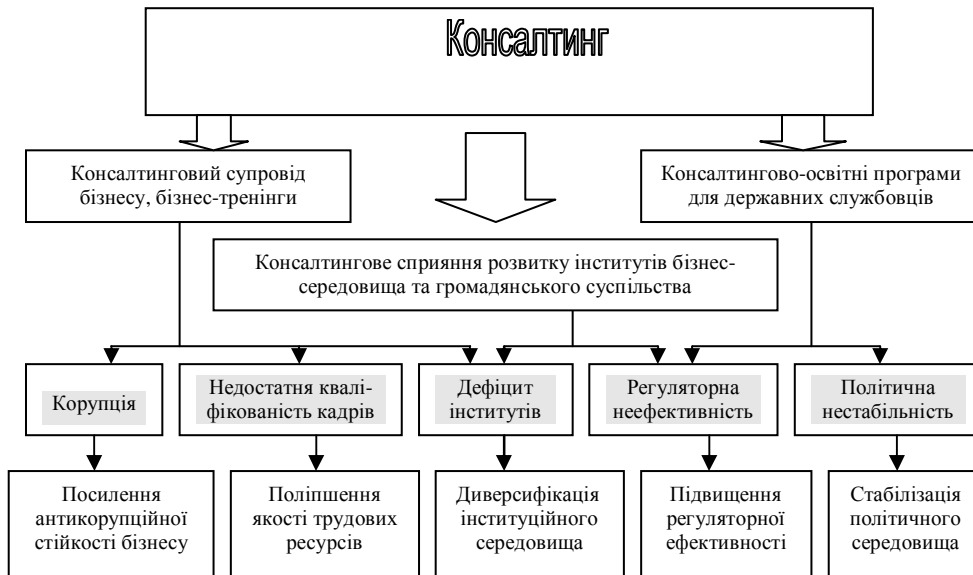 Консалтинг
Консалтинговий супровід
бізнесу, бізнес-тренінги
Консалтингово-освітні програми
для державних службовців
Консалтингове сприяння розвитку інститутів бізнес-
середовища та громадянського суспільства
Корупція
Недостатня квалі-
фікованість кадрів
Дефіцит
інститутів
Регуляторна
неефективність
Політична
нестабільність
Посилення
антикорупційної
стійкості бізнесу
Поліпшення
якості трудових
ресурсів
Диверсифікація
інституційного
середовища
Підвищення
регуляторної
ефективності
Стабілізація
політичного
середовища